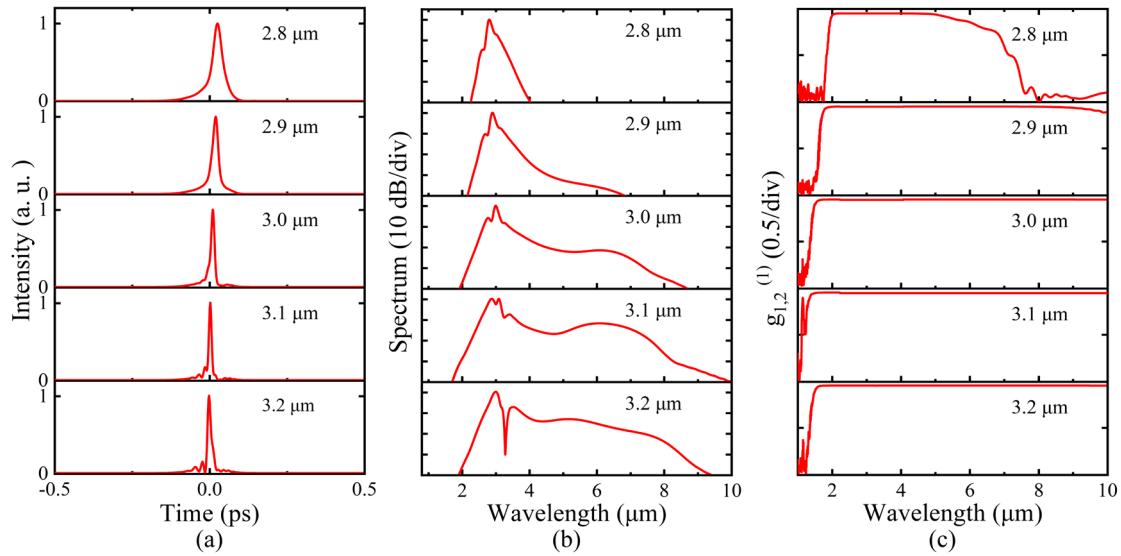 1
2.8 μm
0
1
2.9 μm
0
1
3.0 μm
0
1
3.1 μm
0
1
3.2 μm
0
-0.5
0.0
0.5
Intensity (a. u.)
Time (ps)
(a)
2.8 μm
2.9 μm
3.0 μm
3.1 μm
3.2 μm
2
4
6
8
10
Spectrum (10 dB/div)
Wavelength (μm)
(b)
2.8 μm
2.9 μm
3.0 μm
3.1 μm
3.2 μm
2
4
6
8
10
g1,2(1) (0.5/div)
Wavelength (μm)
(c)